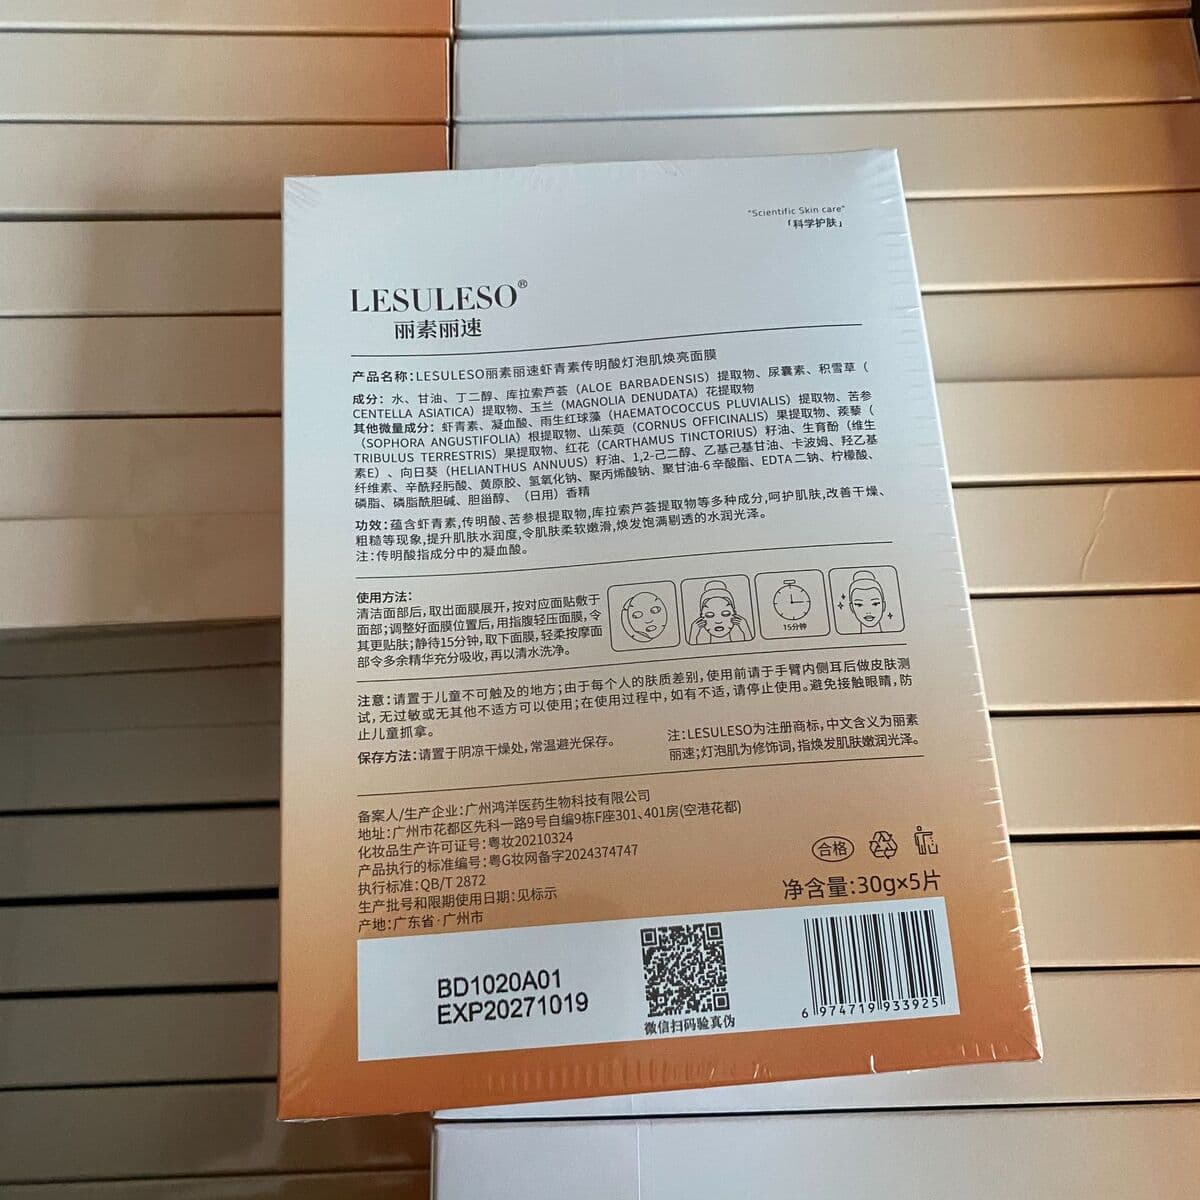 "Scientific Skin care"
「科学护肤」
LESULESO®
丽素丽速
产品名称:LESULESO丽素丽速虾青素传明酸灯泡肌焕亮面膜
成分：水、甘油、丁二醇、库拉索芦荟（ALOE BARBADENSIS）提取物、尿囊素、积雪草（
CENTELLA ASIATICA）提取物、玉兰（MAGNOLIA DENUDATA）花提取物
其他微量成分：虾青素、凝血酸、雨生红球藻（HAEMATOCOCCUS PLUVIALIS）提取物、苦参
（SOPHORA ANGUSTIFOLIA）根提取物、山茱萸（CORNUS OFFICINALIS）果提取物、蒺藜（
TRIBULUS TERRESTRIS）果提取物、红花（CARTHAMUS TINCTORIUS）籽油、生育酚（维生
素E）、向日葵（HELIANTHUS ANNUUS）籽油、1,2-己二醇、乙基己基甘油、卡波姆、羟乙基
纤维素、辛酰羟肟酸、黄原胶、氢氧化钠、聚丙烯酸钠、聚甘油-6 辛酸酯、EDTA 二钠、柠檬酸、
磷脂、磷脂酰胆碱、胆甾醇、（日用）香精
功效：蕴含虾青素,传明酸、苦参根提取物,库拉索芦荟提取物等多种成分,呵护肌肤,改善干燥、
粗糙等现象,提升肌肤水润度,令肌肤柔软嫩滑,焕发饱满剔透的水润光泽。
注：传明酸指成分中的凝血酸。
使用方法：
清洁面部后，取出面膜展开，按对应面贴敷于
面部；调整好面膜位置后，用指腹轻压面膜，令
其更贴肤；静待15分钟，取下面膜，轻柔按摩面
部令多余精华充分吸收，再以清水洗净。
15分钟
注意：请置于儿童不可触及的地方；由于每个人的肤质差别，使用前请于手臂内侧耳后做皮肤测
试，无过敏或无其他不适方可以使用；在使用过程中，如有不适，请停止使用。避免接触眼睛，防
止儿童抓拿。
保存方法：请置于阴凉干燥处，常温避光保存。
注:LESULESO为注册商标，中文含义为丽素
丽速；灯泡肌为修饰词，指焕发肌肤嫩润光泽。
备案人/生产企业：广州鸿洋医药生物科技有限公司
地址：广州市花都区先科一路9号自编9栋F座301、401房(空港花都)
化妆品生产许可证号：粤妆20210324
产品执行的标准编号：粤G妆网备字2024374747
执行标准：QB/T 2872
生产批号和限期使用日期：见标示
产地：广东省·广州市
合格
净含量：30g×5片
BD1020A01
EXP20271019
微信扫码验真伪
6 974719 933925